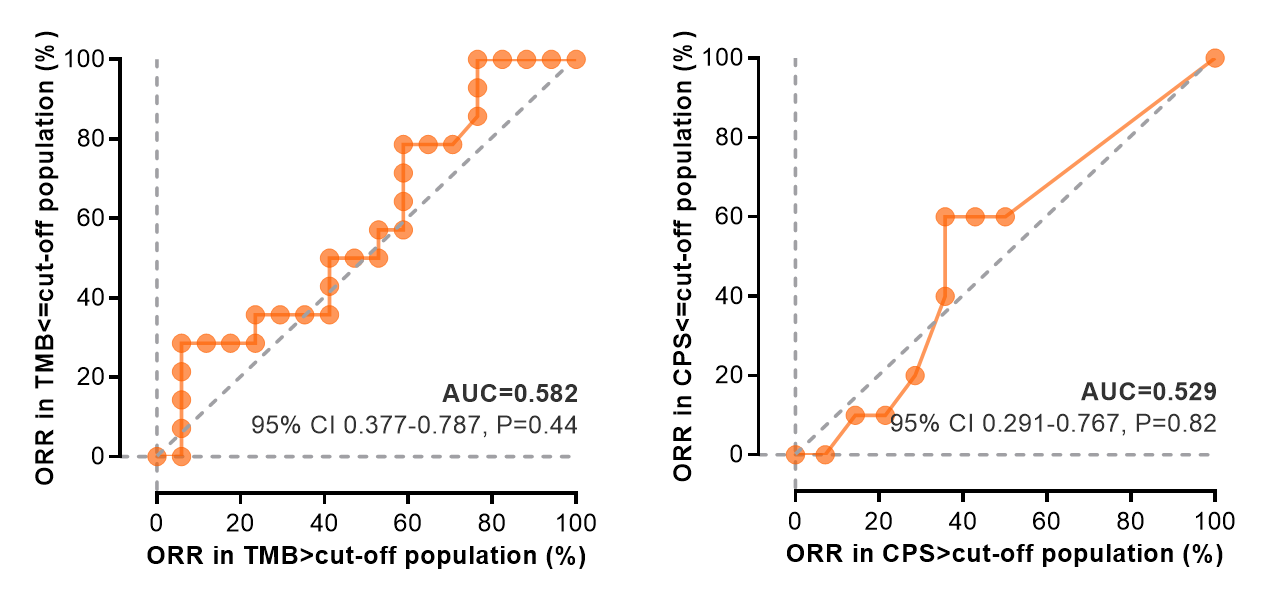 ORR in TMB<=cut-off population (%)
100
80
60
40
20
0
AUC=0.582
95% CI 0.377-0.787, P=0.44
0 20 40 60 80 100
ORR in TMB>cut-off population (%)
ORR in CPS<=cut-off population (%)
100
80
60
40
20
0
AUC=0.529
95% CI 0.291-0.767, P=0.82
0 20 40 60 80 100
ORR in CPS>cut-off population (%)